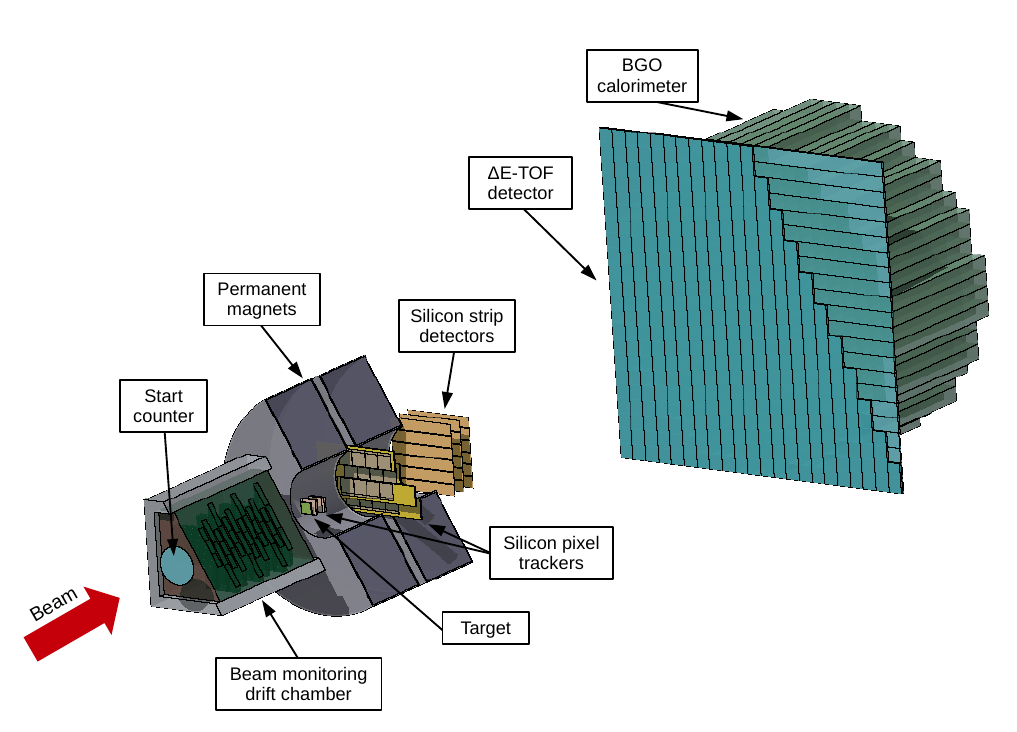 BGO
calorimeter
ΔE-TOF
detector
Permanent
magnets
Silicon strip
detectors
Start
counter
Silicon pixel
trackers
Beam
Target
Beam monitoring
drift chamber